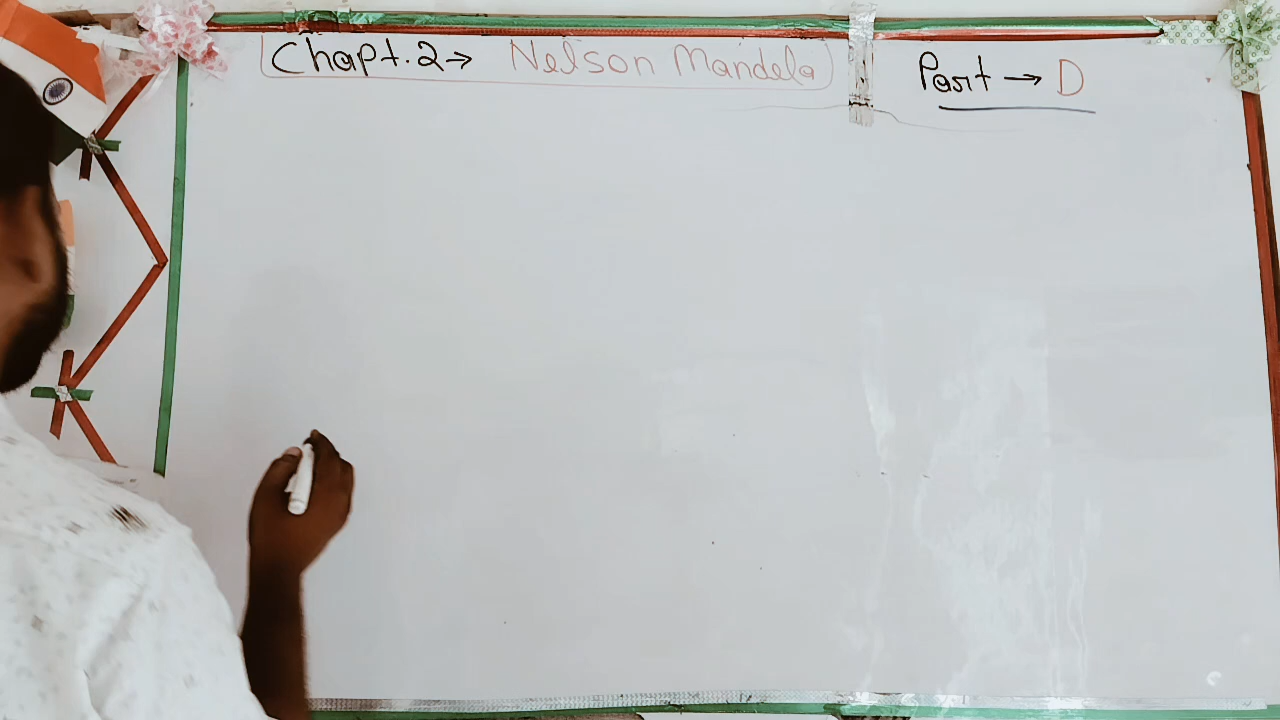 Chapt.2→ Nelson Mandela
Part → D